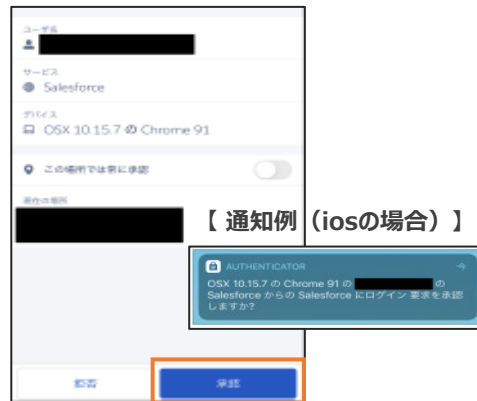 ユーザ名
サービス
Salesforce
デバイス
OSX 10.15.7 の Chrome 91
この場所では常に承認
現在の場所
【 通知例（iosの場合）】
AUTHENTICATOR
今
OSX 10.15.7 の Chrome 91 の の
Salesforce からの Salesforce にログイン 要求を承認
しますか?
拒否
承認